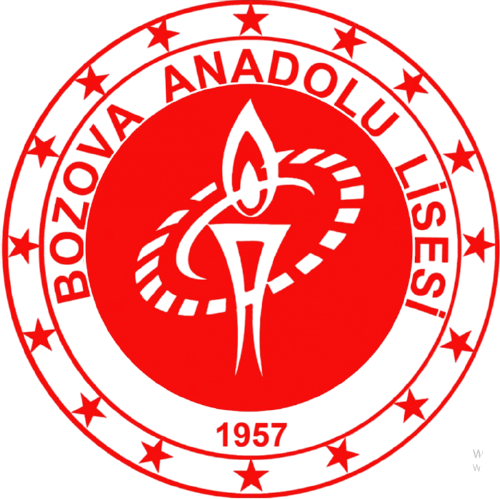 BOZOVA ANADOLU LİSESİ
1957
W
W